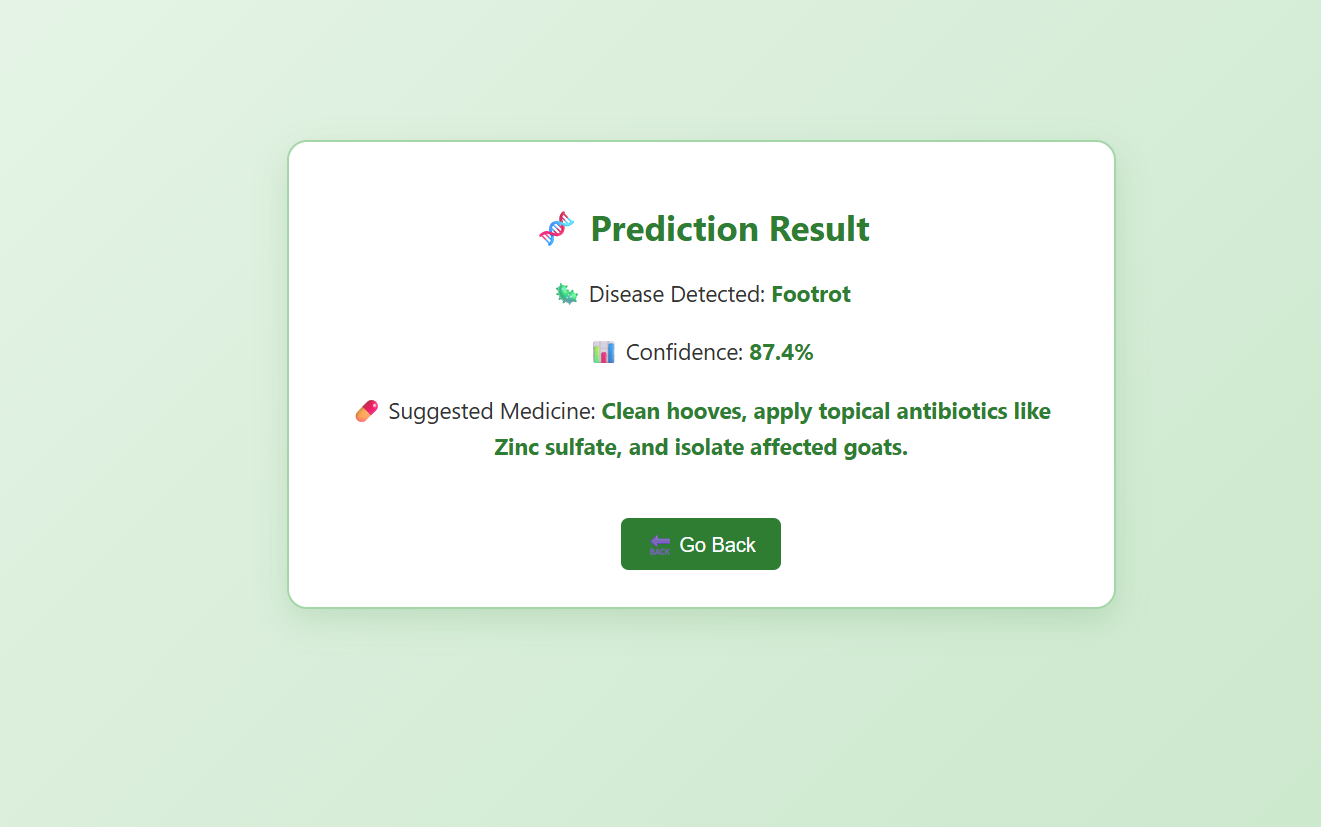 🧬 Prediction Result
🦠 Disease Detected: Footrot
📊 Confidence: 87.4%
💊 Suggested Medicine: Clean hooves, apply topical antibiotics like
Zinc sulfate, and isolate affected goats.
🔙 Go Back